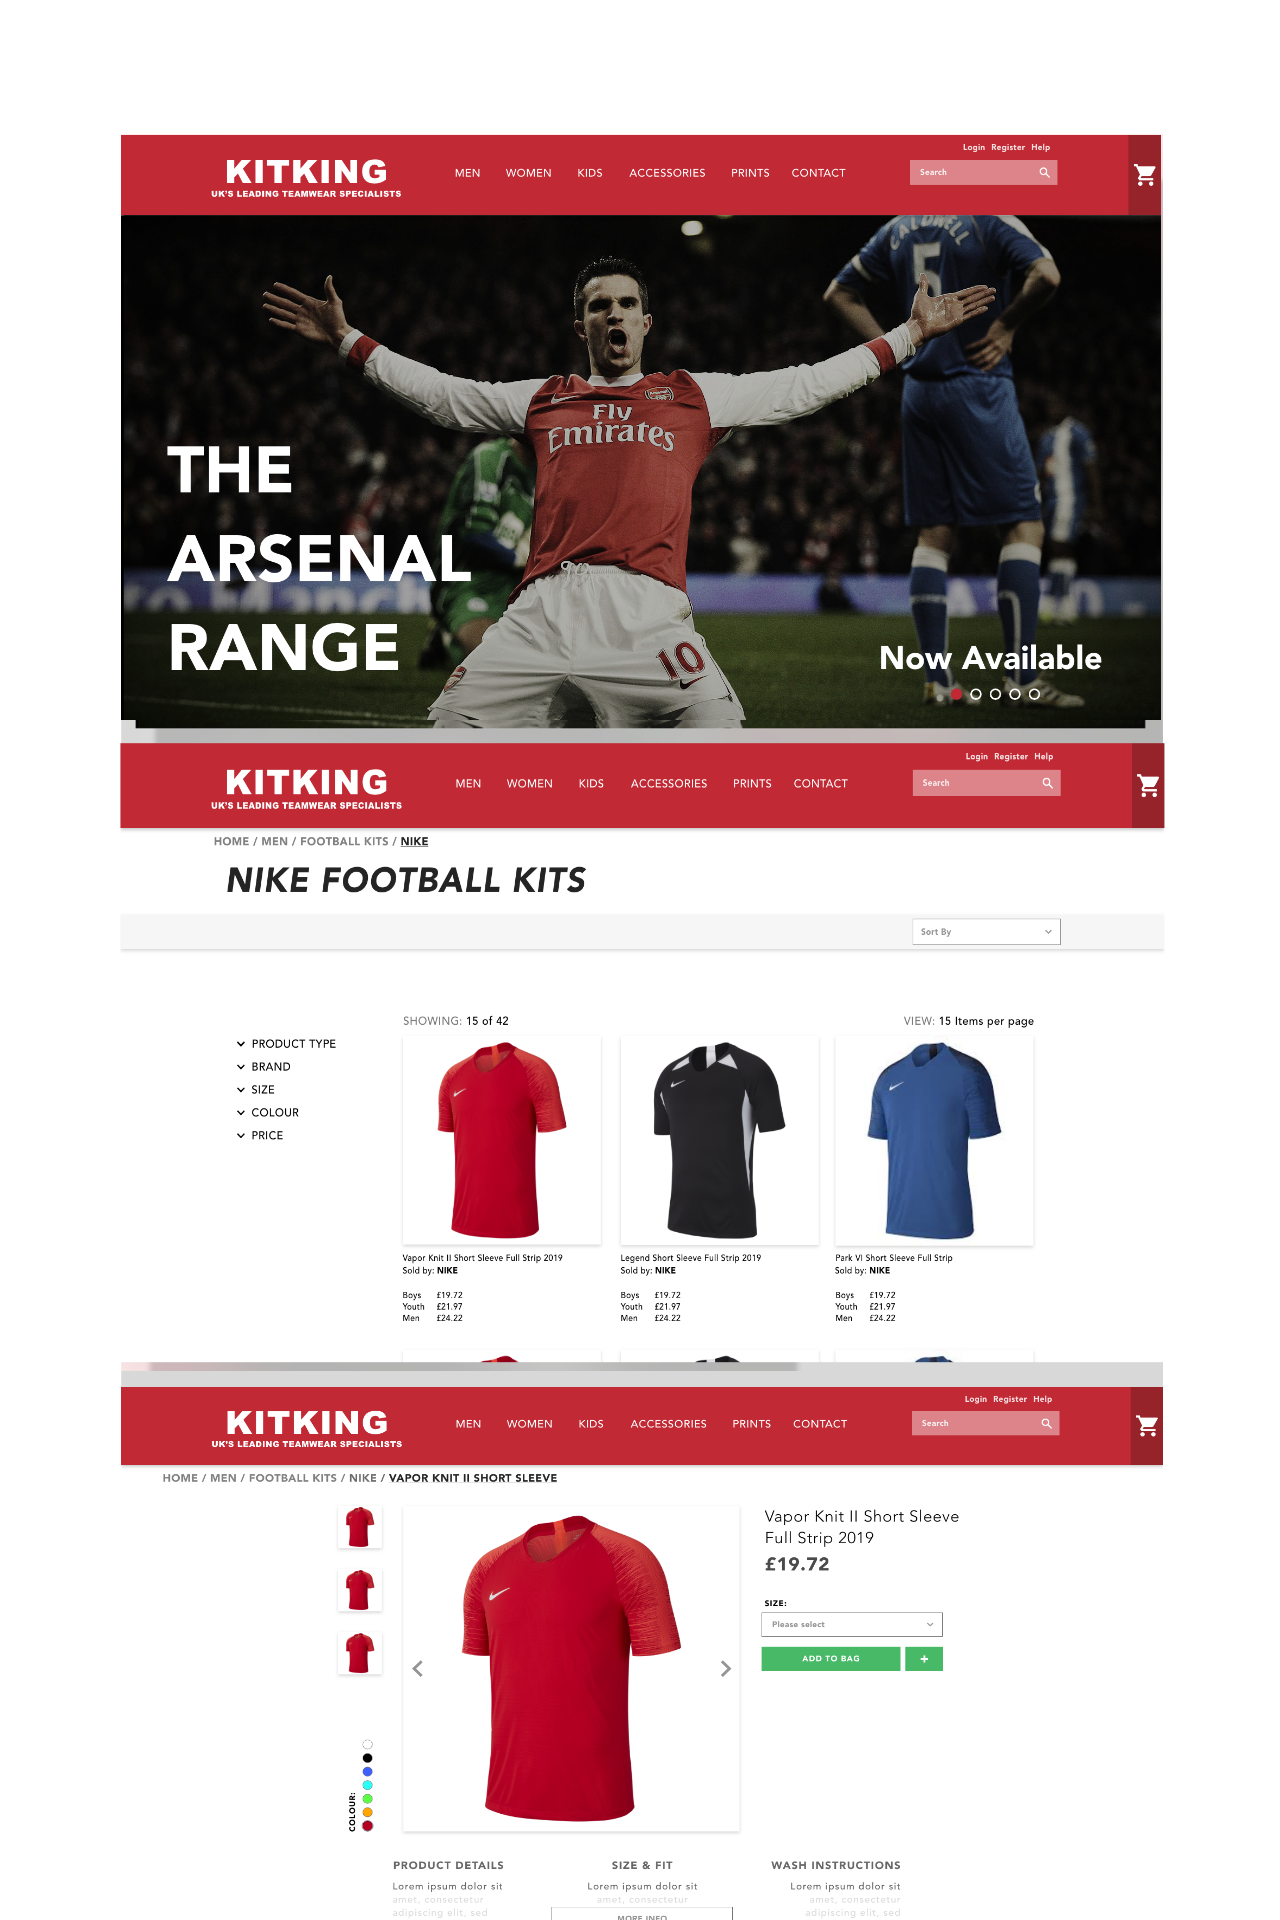 Login Register Help
KITKING
UK'S LEADING TEAMWEAR SPECIALISTS
MEN WOMEN KIDS ACCESSORIES PRINTS CONTACT
Search
CALDWELL
5
Fly
Emirates
THE
ARSENAL
RANGE
10
Now Available
Login Register Help
KITKING
UK'S LEADING TEAMWEAR SPECIALISTS
MEN WOMEN KIDS ACCESSORIES PRINTS CONTACT
Search
HOME / MEN / FOOTBALL KITS / NIKE
NIKE FOOTBALL KITS
Sort By
SHOWING: 15 of 42
VIEW: 15 Items per page
PRODUCT TYPE
BRAND
SIZE
COLOUR
PRICE
Vapor Knit II Short Sleeve Full Strip 2019
Sold by: NIKE
Boys £19.72
Youth £21.97
Men £24.22
Legend Short Sleeve Full Strip 2019
Sold by: NIKE
Boys £19.72
Youth £21.97
Men £24.22
Park VI Short Sleeve Full Strip
Sold by: NIKE
Boys £19.72
Youth £21.97
Men £24.22
Login Register Help
KITKING
UK'S LEADING TEAMWEAR SPECIALISTS
MEN WOMEN KIDS ACCESSORIES PRINTS CONTACT
Search
HOME / MEN / FOOTBALL KITS / NIKE / VAPOR KNIT II SHORT SLEEVE
Vapor Knit II Short Sleeve
Full Strip 2019
£19.72
SIZE:
Please select
ADD TO BAG +
COLOUR:
PRODUCT DETAILS
Lorem ipsum dolor sit
amet, consectetur
adipiscing elit, sed
SIZE & FIT
Lorem ipsum dolor sit
amet, consectetur
MORE INFO
WASH INSTRUCTIONS
Lorem ipsum dolor sit
amet, consectetur
adipiscing elit, sed